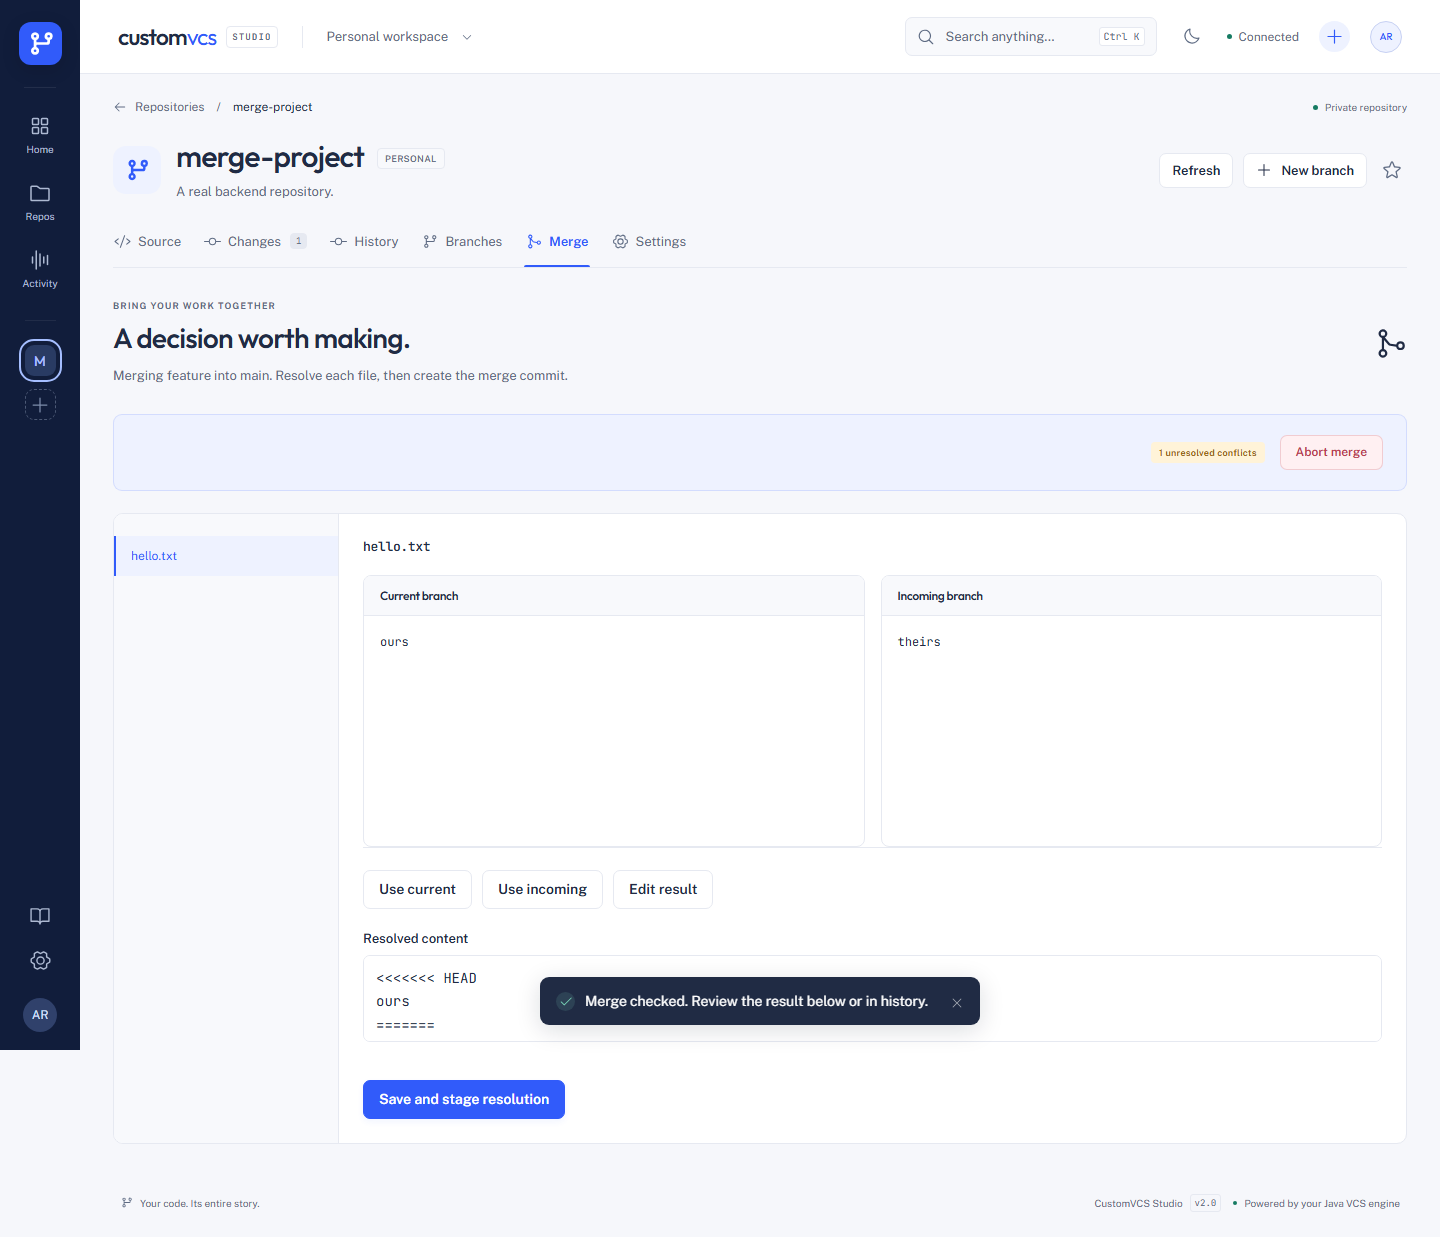 customvcs STUDIO Personal workspace Search anything... Ctrl K Connected AR
Home
Repos
Activity
M
AR
Repositories / merge-project Private repository
merge-project PERSONAL
A real backend repository.
Refresh New branch
Source Changes 1 History Branches Merge Settings
BRING YOUR WORK TOGETHER
A decision worth making.
Merging feature into main. Resolve each file, then create the merge commit.
1 unresolved conflicts Abort merge
hello.txt
hello.txt
Current branch Incoming branch
ours theirs
Use current Use incoming Edit result
Resolved content
<<<<<<< HEAD
ours
=======
Merge checked. Review the result below or in history.
Save and stage resolution
Your code. Its entire story. CustomVCS Studio v2.0 Powered by your Java VCS engine